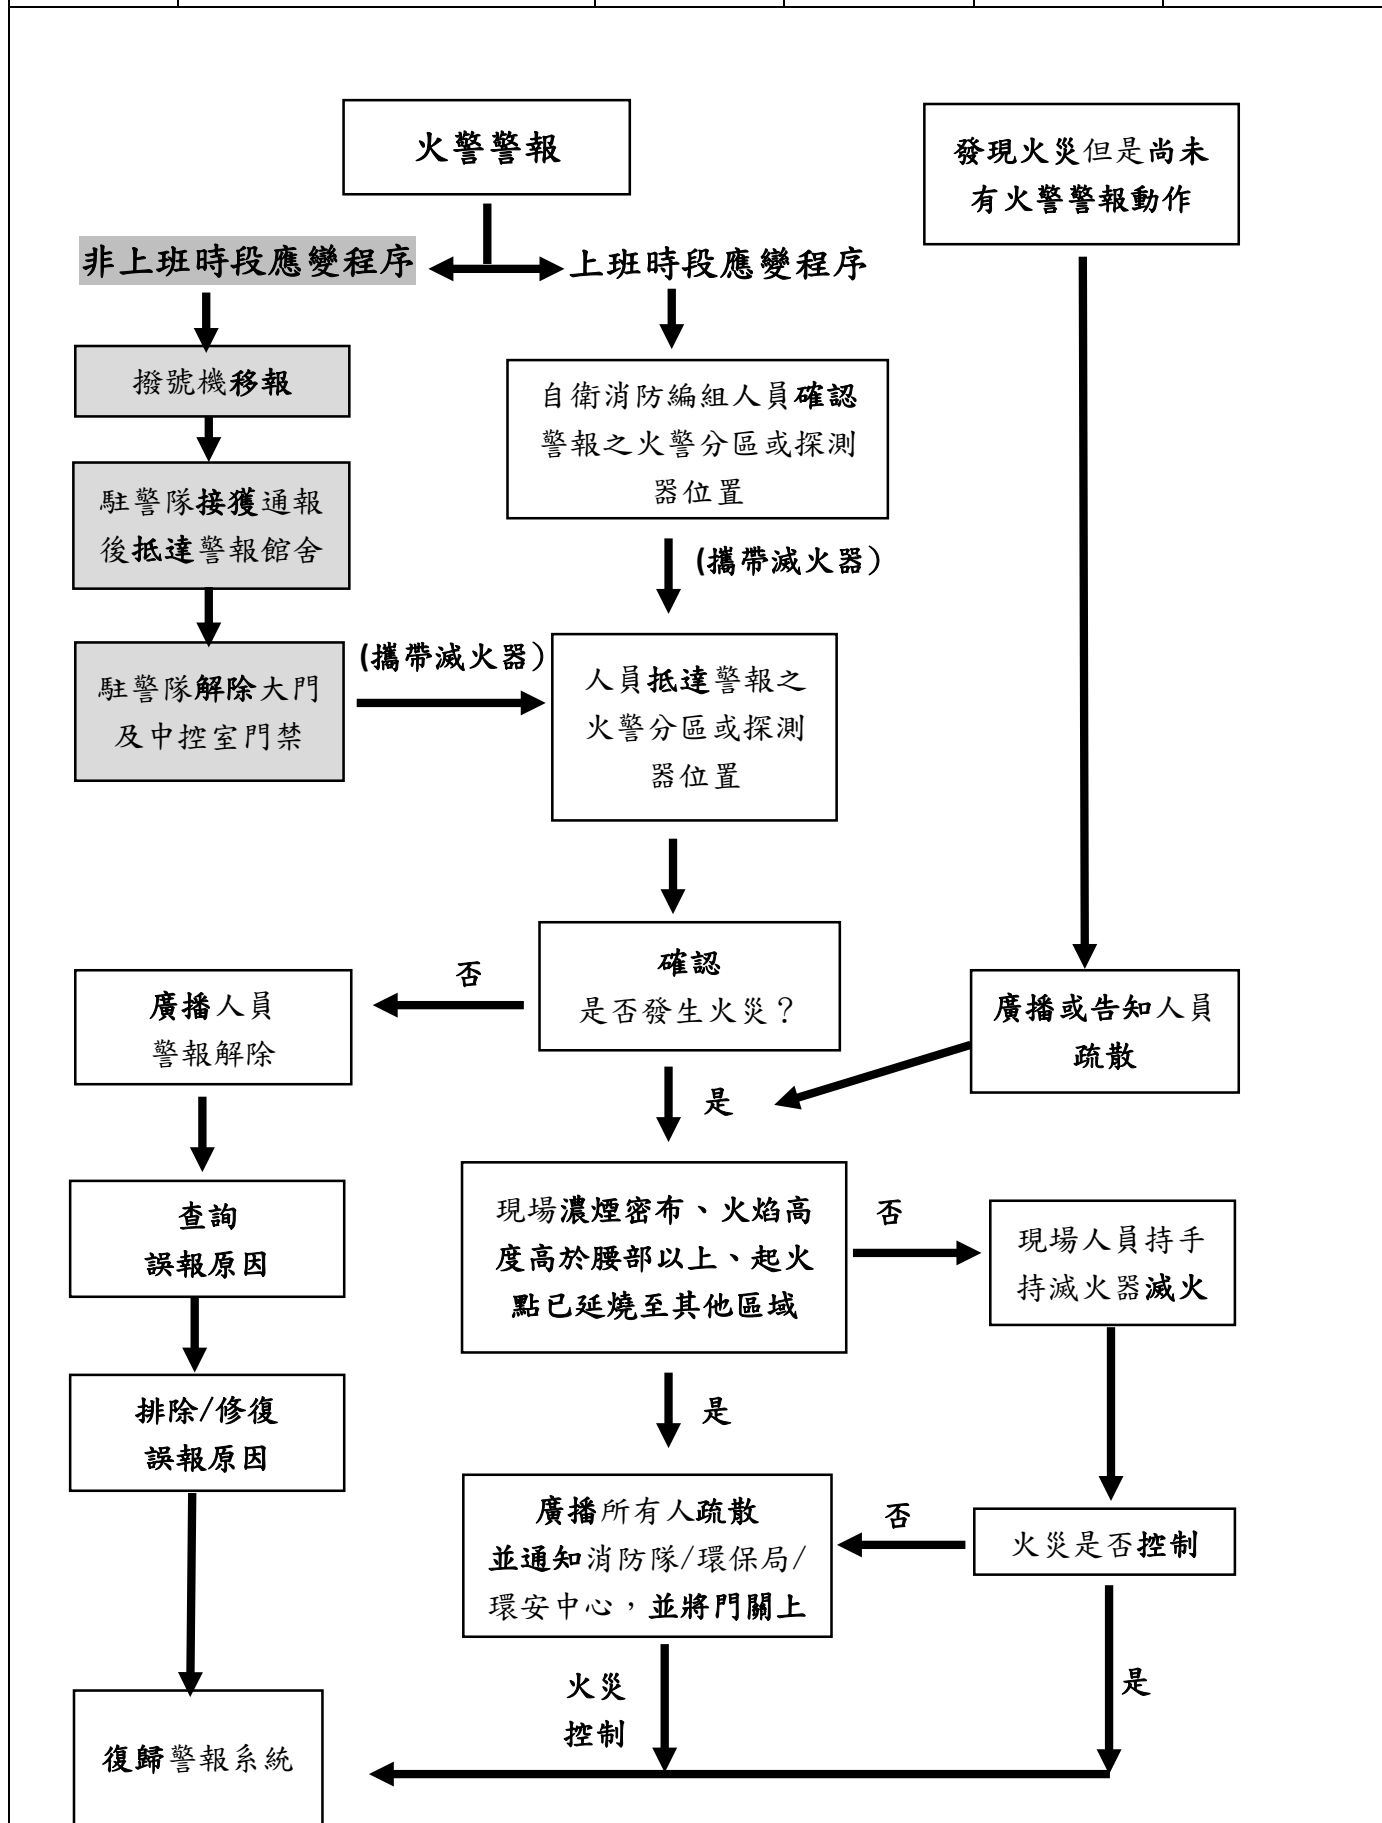 火警警報
發現火災但是尚未
有火警警報動作
非上班時段應變程序
上班時段應變程序
撥號機移報
自衛消防編組人員確認
警報之火警分區或探測
器位置
駐警隊接獲通報
後抵達警報館舍
(攜帶滅火器)
駐警隊解除大門
及中控室門禁
(攜帶滅火器)
人員抵達警報之
火警分區或探測
器位置
確認
是否發生火災？
否
廣播人員
警報解除
廣播或告知人員
疏散
是
查詢
誤報原因
現場濃煙密布、火焰高
度高於腰部以上、起火
點已延燒至其他區域
否
現場人員持手
持滅火器滅火
排除/修復
誤報原因
是
廣播所有人疏散
並通知消防隊/環保局/
環安中心，並將門關上
否
火災是否控制
火災
控制
是
復歸警報系統